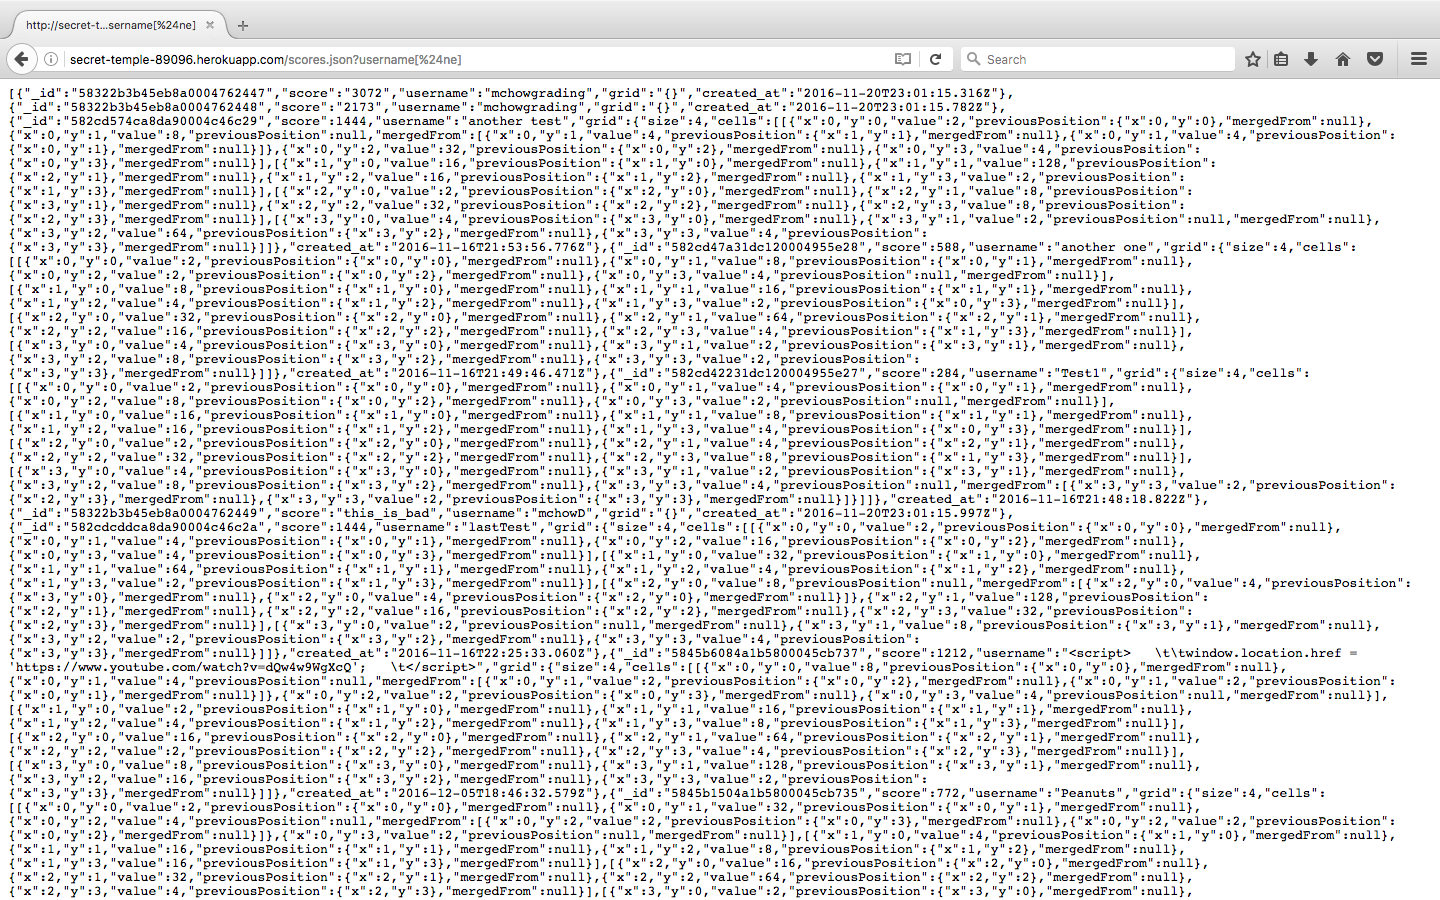 http://secret-t...sername[%24ne]
secret-temple-89096.herokuapp.com/scores.json?username[%24ne]
Search
[{"_id":"58322b3b45eb8a0004762447","score":"3072","username":"mchowgrading","grid":"{}","created_at":"2016-11-20T23:01:15.316Z"},
{"_id":"58322b3b45eb8a0004762448","score":"2173","username":"mchowgrading","grid":"{}","created_at":"2016-11-20T23:01:15.782Z"},
{"_id":"582cd574ca8da90004c46c29","score":1444,"username":"another test","grid":{"size":4,"cells":[[{"x":0,"y":0,"value":2,"previousPosition":{"x":0,"y":0},"mergedFrom":null},
{"x":0,"y":1,"value":8,"previousPosition":null,"mergedFrom":[{"x":0,"y":1,"value":4,"previousPosition":{"x":1,"y":1},"mergedFrom":null},{"x":0,"y":1,"value":4,"previousPosition":
{"x":0,"y":1},"mergedFrom":null}]},{"x":0,"y":2,"value":32,"previousPosition":{"x":0,"y":2},"mergedFrom":null},{"x":0,"y":3,"value":4,"previousPosition":
{"x":0,"y":3},"mergedFrom":null}],[{"x":1,"y":0,"value":16,"previousPosition":{"x":1,"y":0},"mergedFrom":null},{"x":1,"y":1,"value":128,"previousPosition":
{"x":2,"y":1},"mergedFrom":null},{"x":1,"y":2,"value":16,"previousPosition":{"x":1,"y":2},"mergedFrom":null},{"x":1,"y":3,"value":2,"previousPosition":
{"x":1,"y":3},"mergedFrom":null}],[{"x":2,"y":0,"value":2,"previousPosition":{"x":2,"y":0},"mergedFrom":null},{"x":2,"y":1,"value":8,"previousPosition":
{"x":3,"y":1},"mergedFrom":null},{"x":2,"y":2,"value":32,"previousPosition":{"x":2,"y":2},"mergedFrom":null},{"x":2,"y":3,"value":8,"previousPosition":
{"x":2,"y":3},"mergedFrom":null}],[{"x":3,"y":0,"value":4,"previousPosition":{"x":3,"y":0},"mergedFrom":null},{"x":3,"y":1,"value":2,"previousPosition":null,"mergedFrom":null},
{"x":3,"y":2,"value":64,"previousPosition":{"x":3,"y":2},"mergedFrom":null},{"x":3,"y":3,"value":4,"previousPosition":
{"x":3,"y":3},"mergedFrom":null}]]},"created_at":"2016-11-16T21:53:56.776Z"},{"_id":"582cd47a31dc120004955e28","score":588,"username":"another one","grid":{"size":4,"cells":
[[{"x":0,"y":0,"value":2,"previousPosition":{"x":0,"y":0},"mergedFrom":null},{"x":0,"y":1,"value":8,"previousPosition":{"x":0,"y":1},"mergedFrom":null},
{"x":0,"y":2,"value":2,"previousPosition":{"x":0,"y":2},"mergedFrom":null},{"x":0,"y":3,"value":4,"previousPosition":null,"mergedFrom":null}],
[{"x":1,"y":0,"value":8,"previousPosition":{"x":1,"y":0},"mergedFrom":null},{"x":1,"y":1,"value":16,"previousPosition":{"x":1,"y":1},"mergedFrom":null},
{"x":1,"y":2,"value":4,"previousPosition":{"x":1,"y":2},"mergedFrom":null},{"x":1,"y":3,"value":2,"previousPosition":{"x":0,"y":3},"mergedFrom":null}],
[{"x":2,"y":0,"value":32,"previousPosition":{"x":2,"y":0},"mergedFrom":null},{"x":2,"y":1,"value":64,"previousPosition":{"x":2,"y":1},"mergedFrom":null},
{"x":2,"y":2,"value":16,"previousPosition":{"x":2,"y":2},"mergedFrom":null},{"x":2,"y":3,"value":4,"previousPosition":{"x":1,"y":3},"mergedFrom":null}],
[{"x":3,"y":0,"value":4,"previousPosition":{"x":3,"y":0},"mergedFrom":null},{"x":3,"y":1,"value":2,"previousPosition":{"x":3,"y":1},"mergedFrom":null},
{"x":3,"y":2,"value":8,"previousPosition":{"x":3,"y":2},"mergedFrom":null},{"x":3,"y":3,"value":2,"previousPosition":
{"x":3,"y":3},"mergedFrom":null}]]},"created_at":"2016-11-16T21:49:46.471Z"},{"_id":"582cd42231dc120004955e27","score":284,"username":"Test1","grid":{"size":4,"cells":
[[{"x":0,"y":0,"value":2,"previousPosition":{"x":0,"y":0},"mergedFrom":null},{"x":0,"y":1,"value":4,"previousPosition":{"x":0,"y":1},"mergedFrom":null},
{"x":0,"y":2,"value":8,"previousPosition":{"x":0,"y":2},"mergedFrom":null},{"x":0,"y":3,"value":2,"previousPosition":null,"mergedFrom":null}],
[{"x":1,"y":0,"value":16,"previousPosition":{"x":1,"y":0},"mergedFrom":null},{"x":1,"y":1,"value":8,"previousPosition":{"x":1,"y":1},"mergedFrom":null},
{"x":1,"y":2,"value":16,"previousPosition":{"x":1,"y":2},"mergedFrom":null},{"x":1,"y":3,"value":4,"previousPosition":{"x":0,"y":3},"mergedFrom":null}],
[{"x":2,"y":0,"value":2,"previousPosition":{"x":2,"y":0},"mergedFrom":null},{"x":2,"y":1,"value":4,"previousPosition":{"x":2,"y":1},"mergedFrom":null},
{"x":2,"y":2,"value":32,"previousPosition":{"x":2,"y":2},"mergedFrom":null},{"x":2,"y":3,"value":8,"previousPosition":{"x":1,"y":3},"mergedFrom":null}],
[{"x":3,"y":0,"value":4,"previousPosition":{"x":3,"y":0},"mergedFrom":null},{"x":3,"y":1,"value":2,"previousPosition":{"x":3,"y":1},"mergedFrom":null},
{"x":3,"y":2,"value":8,"previousPosition":{"x":3,"y":2},"mergedFrom":null},{"x":3,"y":3,"value":4,"previousPosition":null,"mergedFrom":[{"x":3,"y":3,"value":2,"previousPosition":
{"x":2,"y":3},"mergedFrom":null},{"x":3,"y":3,"value":2,"previousPosition":{"x":3,"y":3},"mergedFrom":null}]}]]},"created_at":"2016-11-16T21:48:18.822Z"},
{"_id":"58322b3b45eb8a0004762449","score":"this_is_bad","username":"mchowD","grid":"{}","created_at":"2016-11-20T23:01:15.997Z"},
{"_id":"582cdcddca8da90004c46c2a","score":1444,"username":"lastTest","grid":{"size":4,"cells":[[{"x":0,"y":0,"value":2,"previousPosition":{"x":0,"y":0},"mergedFrom":null},
{"x":0,"y":1,"value":4,"previousPosition":{"x":0,"y":1},"mergedFrom":null},{"x":0,"y":2,"value":16,"previousPosition":{"x":0,"y":2},"mergedFrom":null},
{"x":0,"y":3,"value":4,"previousPosition":{"x":0,"y":3},"mergedFrom":null}],[{"x":1,"y":0,"value":32,"previousPosition":{"x":1,"y":0},"mergedFrom":null},
{"x":1,"y":1,"value":64,"previousPosition":{"x":1,"y":1},"mergedFrom":null},{"x":1,"y":2,"value":4,"previousPosition":{"x":1,"y":2},"mergedFrom":null},
{"x":1,"y":3,"value":2,"previousPosition":{"x":1,"y":3},"mergedFrom":null}],[{"x":2,"y":0,"value":8,"previousPosition":null,"mergedFrom":[{"x":2,"y":0,"value":4,"previousPosition":
{"x":3,"y":0},"mergedFrom":null},{"x":2,"y":0,"value":4,"previousPosition":{"x":2,"y":0},"mergedFrom":null}]},{"x":2,"y":1,"value":128,"previousPosition":
{"x":2,"y":1},"mergedFrom":null},{"x":2,"y":2,"value":16,"previousPosition":{"x":2,"y":2},"mergedFrom":null},{"x":2,"y":3,"value":32,"previousPosition":
{"x":2,"y":3},"mergedFrom":null}],[{"x":3,"y":0,"value":2,"previousPosition":null,"mergedFrom":null},{"x":3,"y":1,"value":8,"previousPosition":{"x":3,"y":1},"mergedFrom":null},
{"x":3,"y":2,"value":2,"previousPosition":{"x":3,"y":2},"mergedFrom":null},{"x":3,"y":3,"value":4,"previousPosition":
{"x":3,"y":3},"mergedFrom":null}]]},"created_at":"2016-11-16T22:25:33.060Z"},{"_id":"5845b6084a1b5800045cb737","score":1212,"username":"<script>   \t\twindow.location.href =
'https://www.youtube.com/watch?v=dQw4w9WgXcQ';   \t</script>","grid":{"size":4,"cells":[[{"x":0,"y":0,"value":8,"previousPosition":{"x":0,"y":0},"mergedFrom":null},
{"x":0,"y":1,"value":4,"previousPosition":null,"mergedFrom":[{"x":0,"y":1,"value":2,"previousPosition":{"x":0,"y":2},"mergedFrom":null},{"x":0,"y":1,"value":2,"previousPosition":
{"x":0,"y":1},"mergedFrom":null}]},{"x":0,"y":2,"value":2,"previousPosition":{"x":0,"y":3},"mergedFrom":null},{"x":0,"y":3,"value":4,"previousPosition":null,"mergedFrom":null}],
[{"x":1,"y":0,"value":2,"previousPosition":{"x":1,"y":0},"mergedFrom":null},{"x":1,"y":1,"value":16,"previousPosition":{"x":1,"y":1},"mergedFrom":null},
{"x":1,"y":2,"value":4,"previousPosition":{"x":1,"y":2},"mergedFrom":null},{"x":1,"y":3,"value":8,"previousPosition":{"x":1,"y":3},"mergedFrom":null}],
[{"x":2,"y":0,"value":16,"previousPosition":{"x":2,"y":0},"mergedFrom":null},{"x":2,"y":1,"value":64,"previousPosition":{"x":2,"y":1},"mergedFrom":null},
{"x":2,"y":2,"value":2,"previousPosition":{"x":2,"y":2},"mergedFrom":null},{"x":2,"y":3,"value":4,"previousPosition":{"x":2,"y":3},"mergedFrom":null}],
[{"x":3,"y":0,"value":8,"previousPosition":{"x":3,"y":0},"mergedFrom":null},{"x":3,"y":1,"value":128,"previousPosition":{"x":3,"y":1},"mergedFrom":null},
{"x":3,"y":2,"value":16,"previousPosition":{"x":3,"y":2},"mergedFrom":null},{"x":3,"y":3,"value":2,"previousPosition":
{"x":3,"y":3},"mergedFrom":null}]]},"created_at":"2016-12-05T18:46:32.579Z"},{"_id":"5845b1504a1b5800045cb735","score":772,"username":"Peanuts","grid":{"size":4,"cells":
[[{"x":0,"y":0,"value":2,"previousPosition":{"x":0,"y":0},"mergedFrom":null},{"x":0,"y":1,"value":32,"previousPosition":{"x":0,"y":1},"mergedFrom":null},
{"x":0,"y":2,"value":4,"previousPosition":null,"mergedFrom":[{"x":0,"y":2,"value":2,"previousPosition":{"x":0,"y":3},"mergedFrom":null},{"x":0,"y":2,"value":2,"previousPosition":
{"x":0,"y":2},"mergedFrom":null}]},{"x":0,"y":3,"value":2,"previousPosition":null,"mergedFrom":null}],[{"x":1,"y":0,"value":4,"previousPosition":{"x":1,"y":0},"mergedFrom":null},
{"x":1,"y":1,"value":16,"previousPosition":{"x":1,"y":1},"mergedFrom":null},{"x":1,"y":2,"value":8,"previousPosition":{"x":1,"y":2},"mergedFrom":null},
{"x":1,"y":3,"value":16,"previousPosition":{"x":1,"y":3},"mergedFrom":null}],[{"x":2,"y":0,"value":16,"previousPosition":{"x":2,"y":0},"mergedFrom":null},
{"x":2,"y":1,"value":32,"previousPosition":{"x":2,"y":1},"mergedFrom":null},{"x":2,"y":2,"value":64,"previousPosition":{"x":2,"y":2},"mergedFrom":null},
{"x":2,"y":3,"value":4,"previousPosition":{"x":2,"y":3},"mergedFrom":null}],[{"x":3,"y":0,"value":2,"previousPosition":{"x":3,"y":0},"mergedFrom":null},